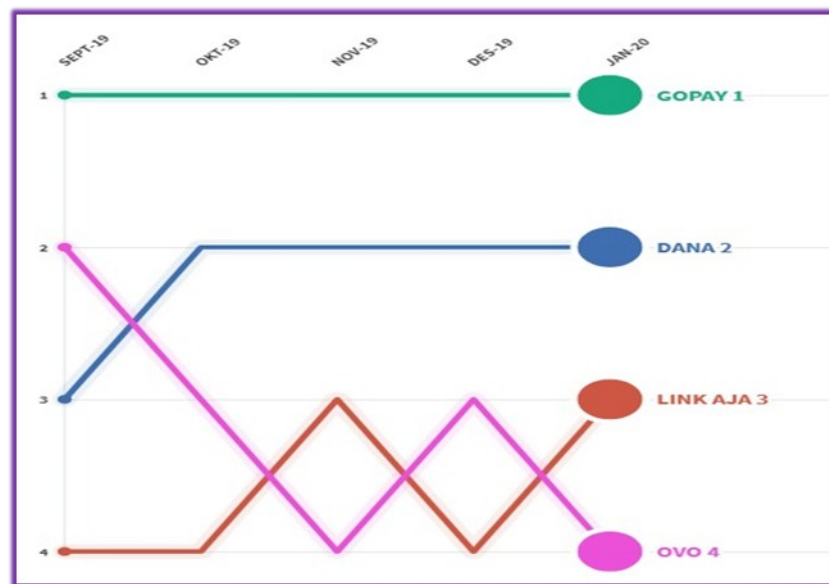 SEPT-19
OKT-19
NOV-19
DES-19
JAN-20
1
GOPAY 1
2
DANA 2
3
LINK AJA 3
4
OVO 4